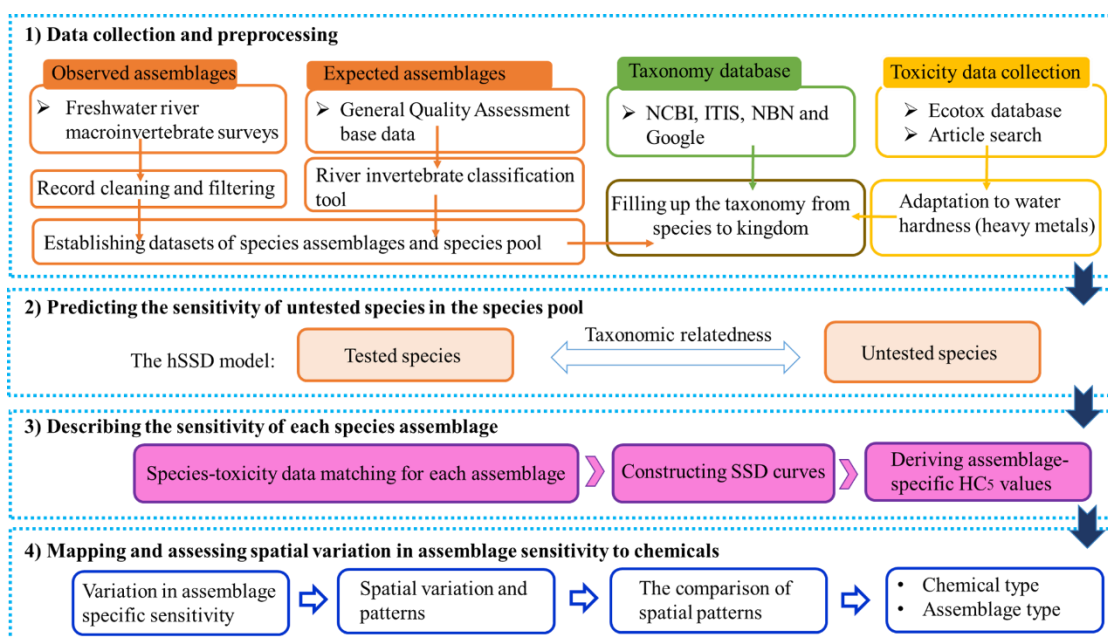 1) Data collection and preprocessing
Observed assemblages
➢ Freshwater river
macroinvertebrate surveys
Record cleaning and filtering
Expected assemblages
➢ General Quality Assessment
base data
River invertebrate classification
tool
Establishing datasets of species assemblages and species pool
Taxonomy database
➢ NCBI, ITIS, NBN and
Google
Filling up the taxonomy from
species to kingdom
Toxicity data collection
➢ Ecotox database
➢ Article search
Adaptation to water
hardness (heavy metals)
2) Predicting the sensitivity of untested species in the species pool
The hSSD model:
Tested species
Taxonomic relatedness
Untested species
3) Describing the sensitivity of each species assemblage
Species-toxicity data matching for each assemblage
Constructing SSD curves
Deriving assemblage-
specific HC5 values
4) Mapping and assessing spatial variation in assemblage sensitivity to chemicals
Variation in assemblage
specific sensitivity
Spatial variation and
patterns
The comparison of
spatial patterns
• Chemical type
• Assemblage type